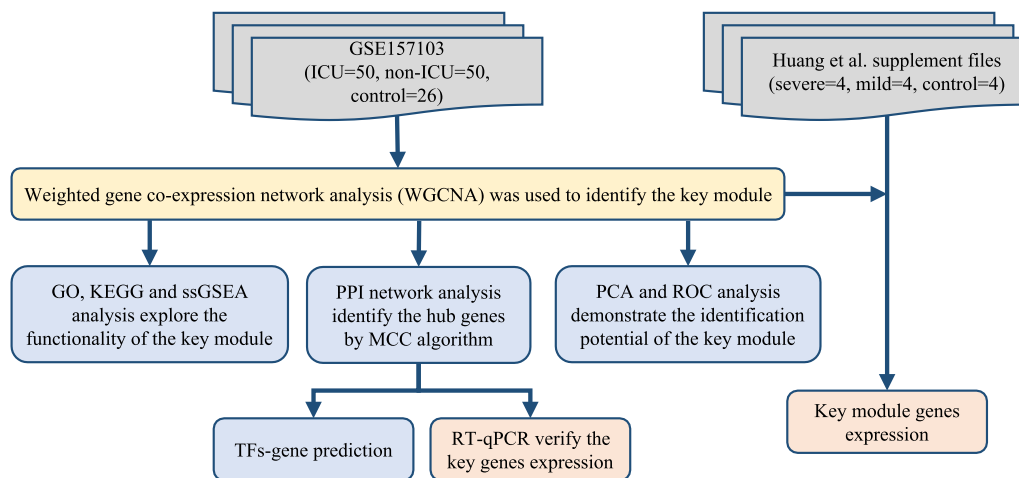 GSE157103
(ICU=50, non-ICU=50,
control=26)
Huang et al. supplement files
(severe=4, mild=4, control=4)
Weighted gene co-expression network analysis (WGCNA) was used to identify the key module
GO, KEGG and ssGSEA
analysis explore the
functionality of the key module
PPI network analysis
identify the hub genes
by MCC algorithm
PCA and ROC analysis
demonstrate the identification
potential of the key module
TFs-gene prediction
RT-qPCR verify the
key genes expression
Key module genes
expression